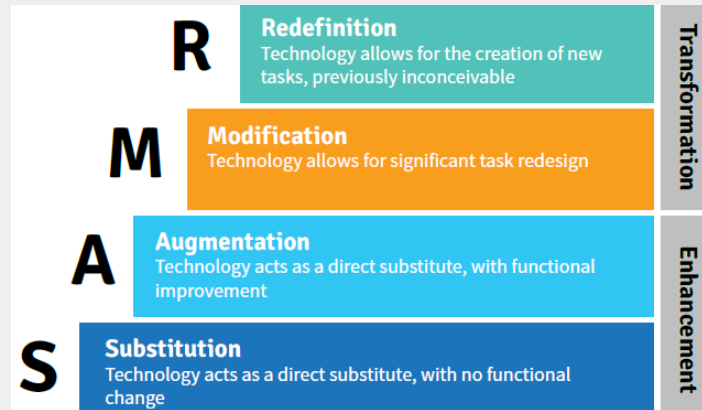 R
Redefinition
Technology allows for the creation of new
tasks, previously inconceivable
M
Modification
Technology allows for significant task redesign
Transformation
A
Augmentation
Technology acts as a direct substitute, with functional
improvement
S
Substitution
Technology acts as a direct substitute, with no functional
change
Enhancement